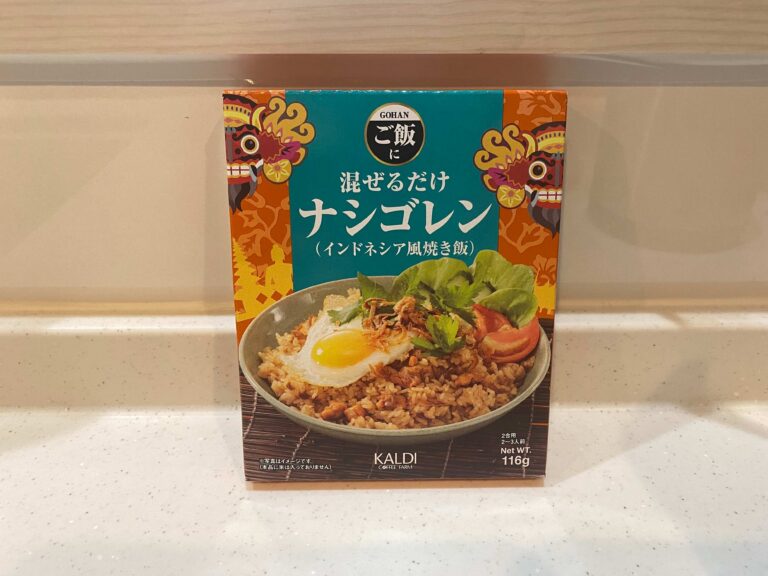 GOHAN
ご飯
に
混ぜるだけ
ナシゴレン
(インドネシア風焼き飯)
2合用
2〜3人前
Net WT.
116g
※写真はイメージです。
(本品に米は入っておりません)
KALDI
COFFEE FARM